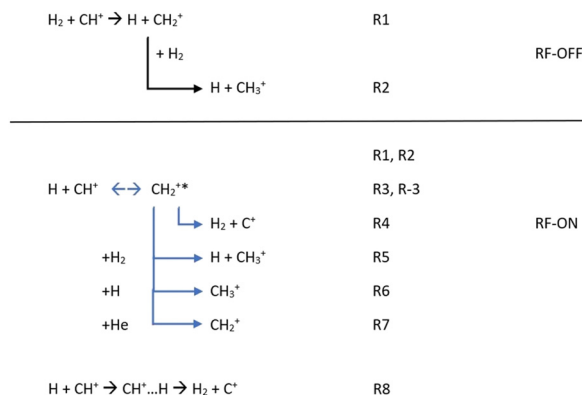 H₂ + CH⁺ → H + CH₂⁺ R1
+ H₂ RF-OFF
H + CH₃⁺ R2
R1, R2
H + CH⁺ ↔ CH₂⁺* R3, R-3
H₂ + C⁺ R4 RF-ON
+H₂ H + CH₃⁺ R5
+H CH₃⁺ R6
+He CH₂⁺ R7
H + CH⁺ → CH⁺...H → H₂ + C⁺ R8